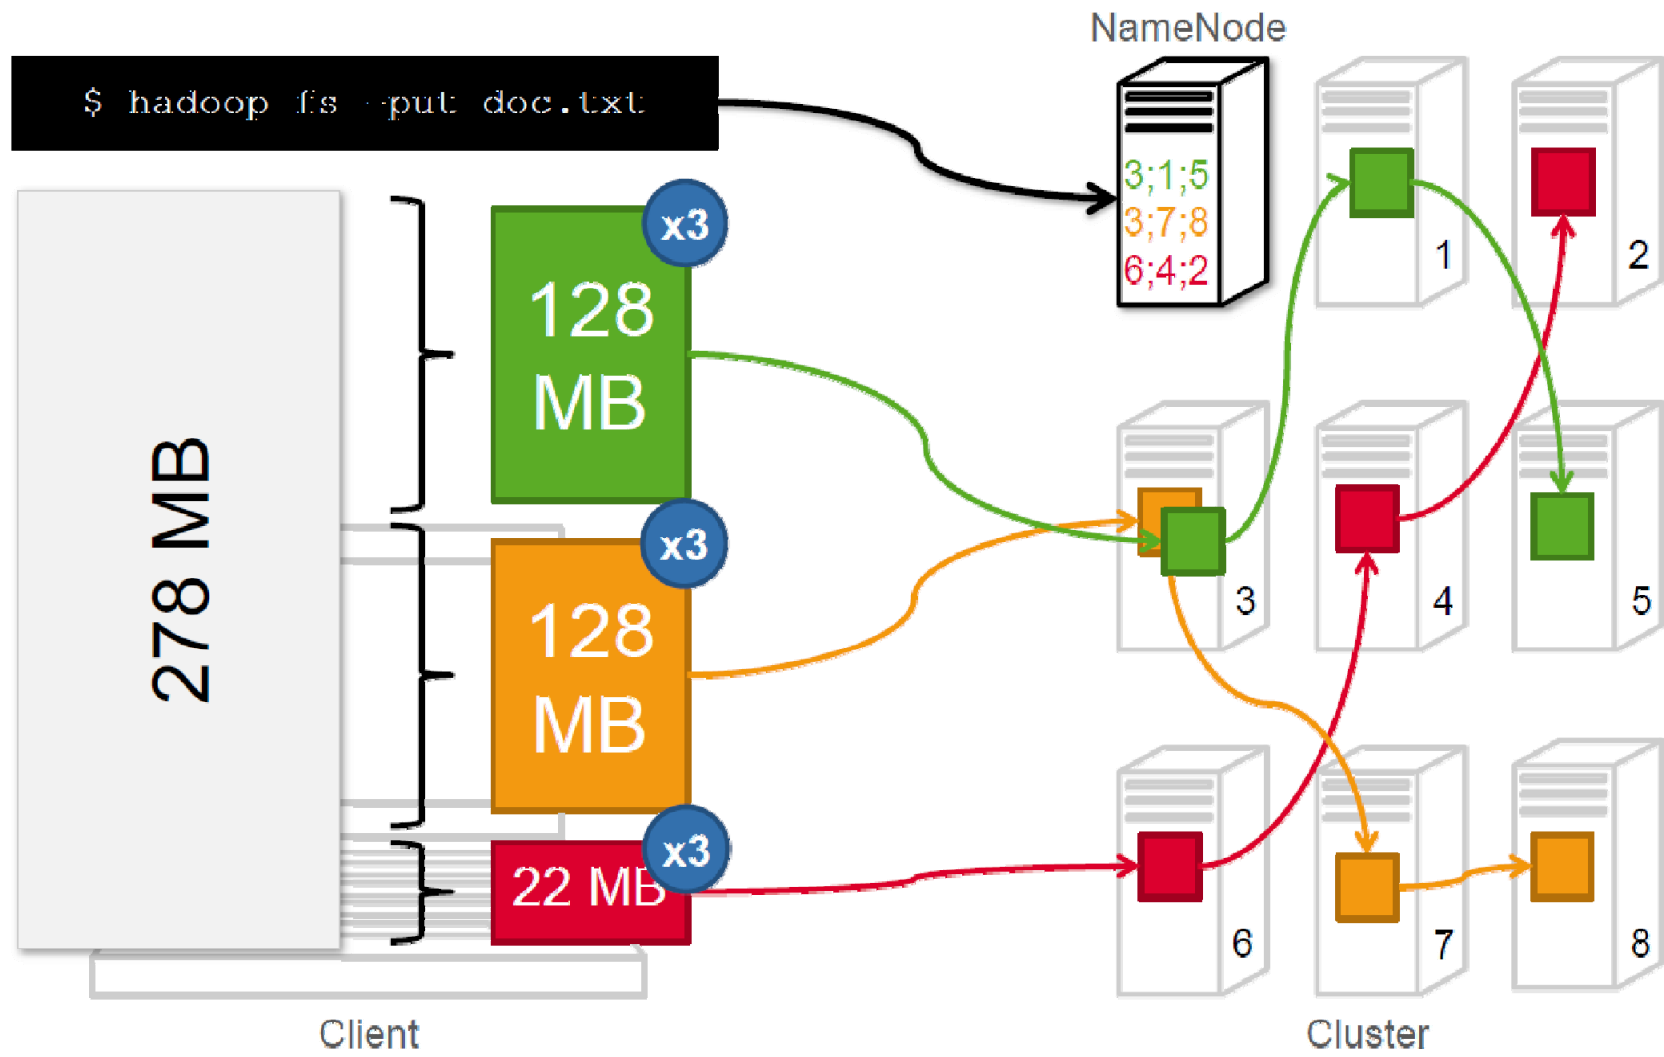 NameNode
$ hadoop fs -put doc.txt
3;1;5
3;7;8
6;4;2
1
2
x3
128
MB
278 MB
x3
128
MB
3
4
5
x3
22 MB
6
7
8
Client
Cluster